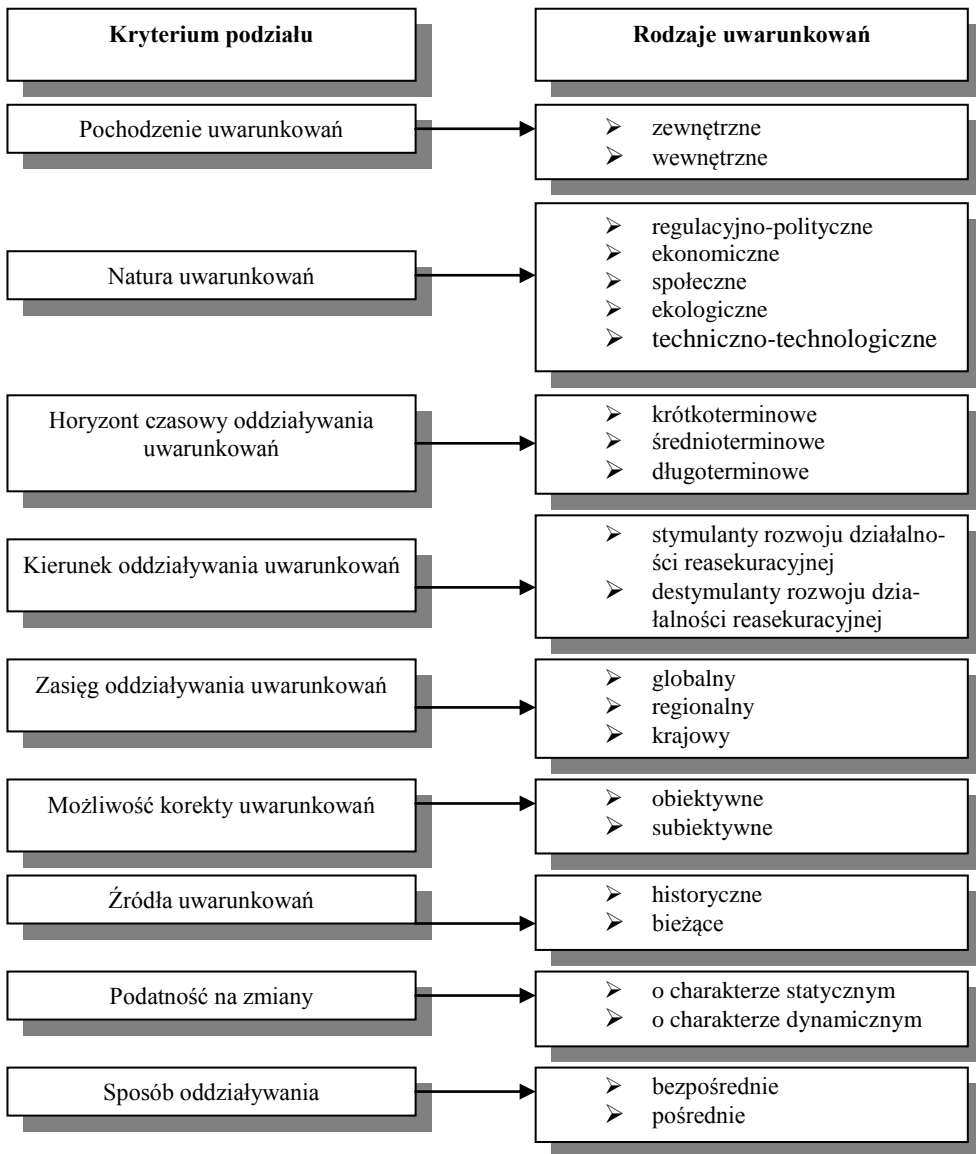 Kryterium podziału
Rodzaje uwarunkowań
Pochodzenie uwarunkowań
➢ zewnętrzne
➢ wewnętrzne
Natura uwarunkowań
➢ regulacyjno-polityczne
➢ ekonomiczne
➢ społeczne
➢ ekologiczne
➢ techniczno-technologiczne
Horyzont czasowy oddziaływania
uwarunkowań
➢ krótkoterminowe
➢ średnioterminowe
➢ długoterminowe
Kierunek oddziaływania uwarunkowań
➢ stymulanty rozwoju działalno-
ści reasekuracyjnej
➢ destymulanty rozwoju dzia-
łalności reasekuracyjnej
Zasięg oddziaływania uwarunkowań
➢ globalny
➢ regionalny
➢ krajowy
Możliwość korekty uwarunkowań
➢ obiektywne
➢ subiektywne
Źródła uwarunkowań
➢ historyczne
➢ bieżące
Podatność na zmiany
➢ o charakterze statycznym
➢ o charakterze dynamicznym
Sposób oddziaływania
➢ bezpośrednie
➢ pośrednie